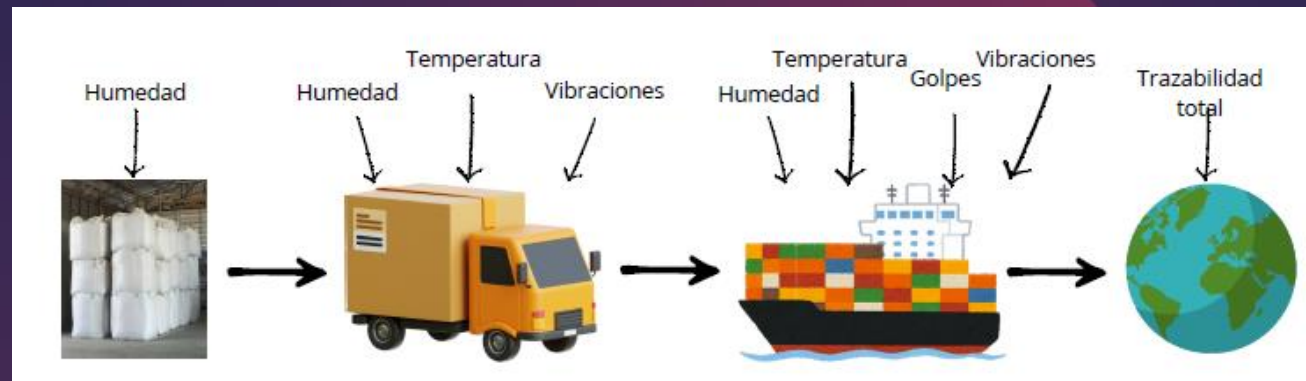 Humedad
Humedad
Temperatura
Vibraciones
Humedad
Temperatura
Golpes
Vibraciones
Trazabilidad
total